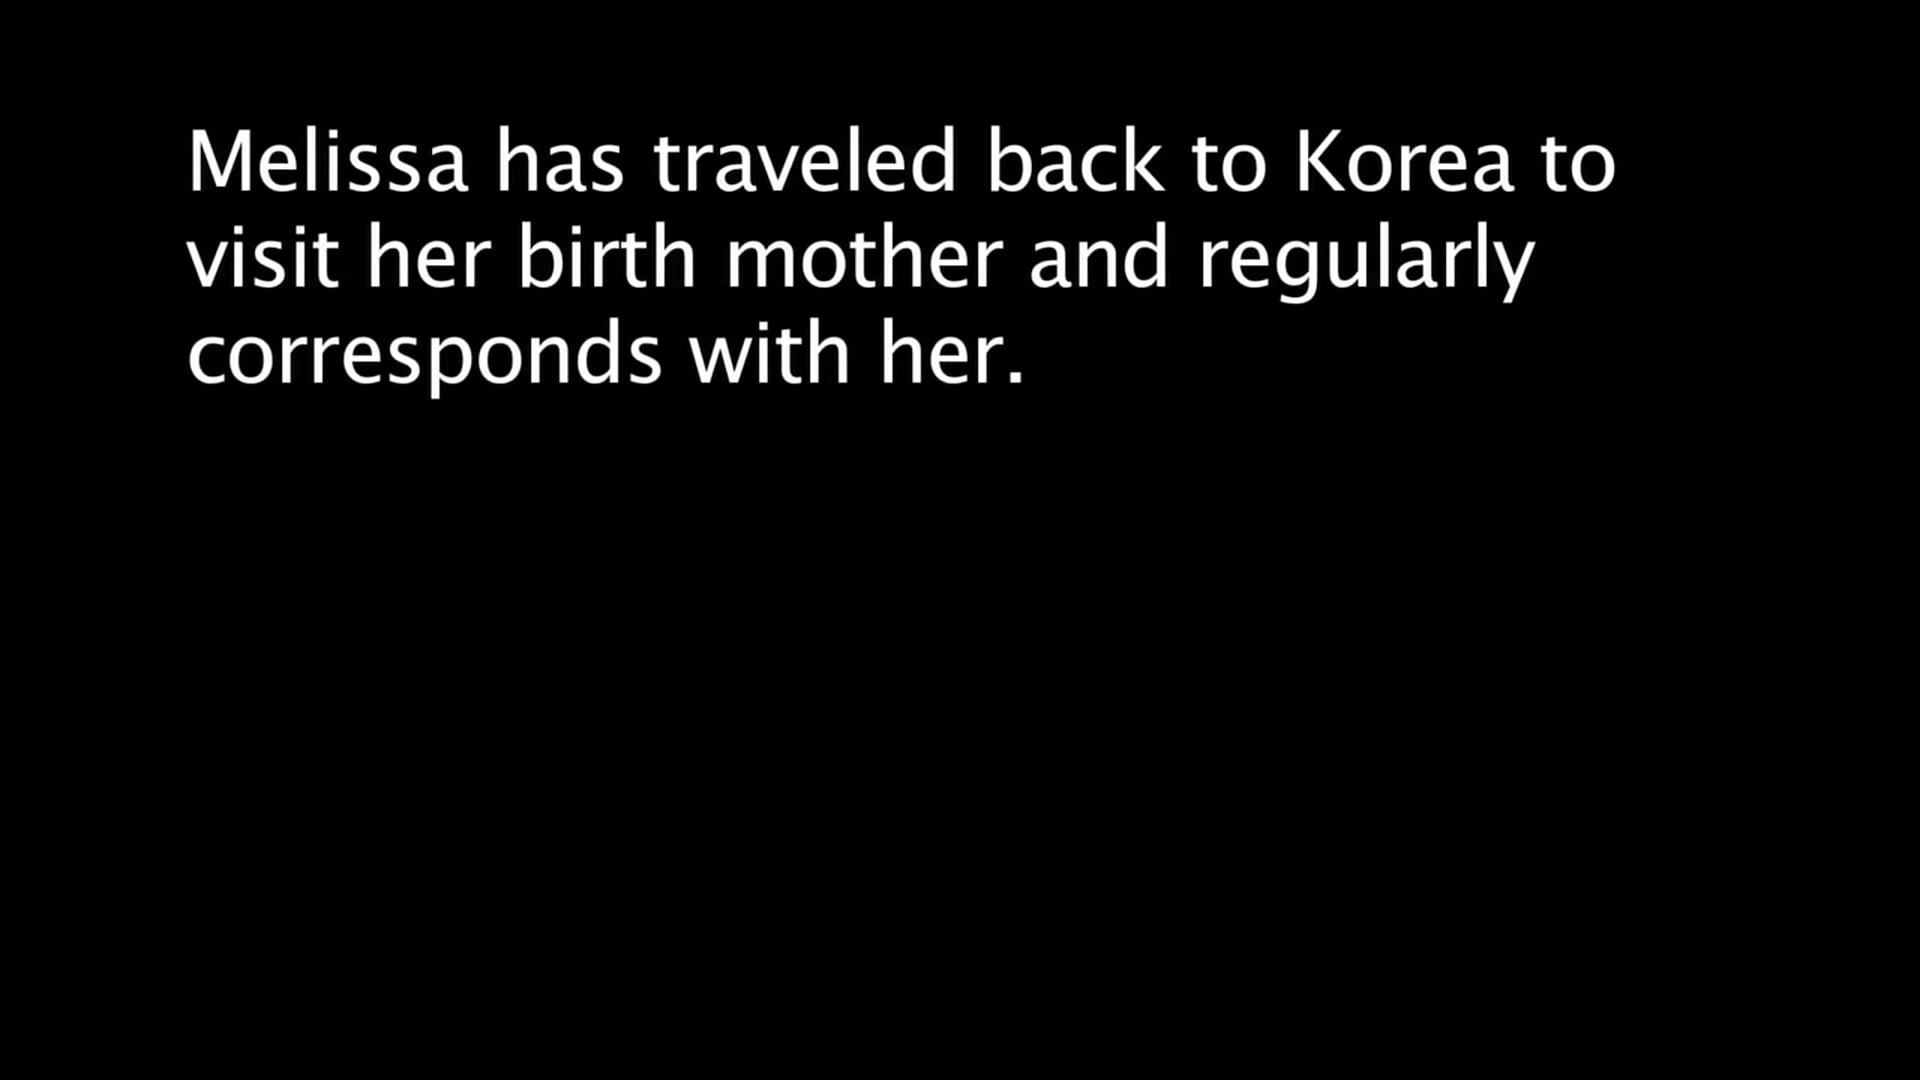 Melissa has traveled back to Korea to
visit her birth mother and regularly
corresponds with her.